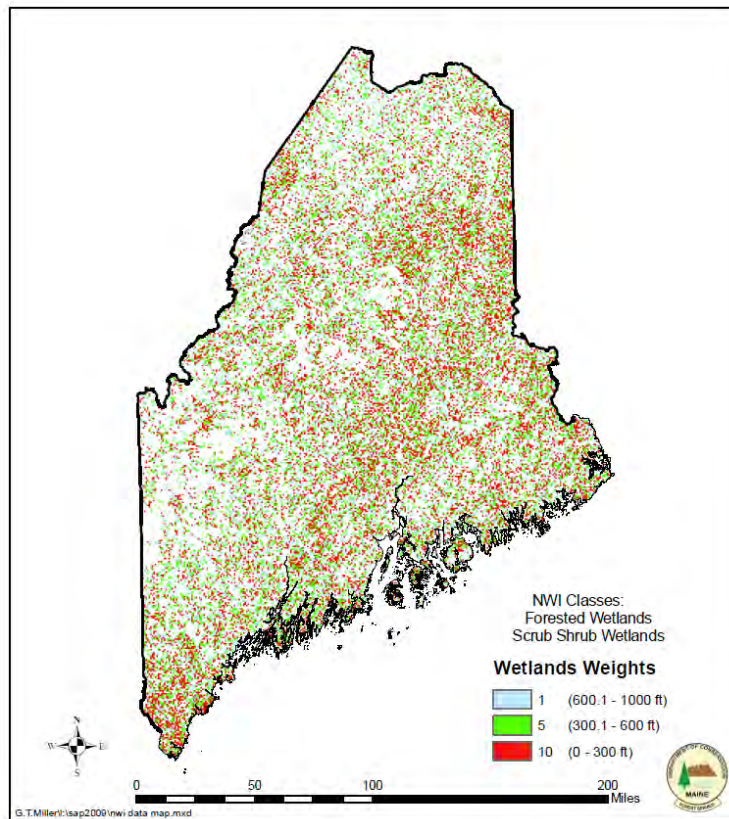 NWI Classes:
Forested Wetlands
Scrub Shrub Wetlands
Wetlands Weights
1 (600.1 - 1000 ft)
5 (300.1 - 600 ft)
10 (0 - 300 ft)
N
W E
S
0 50 100 200
Miles
MAINE
G.T.Miller\I:\sap2009\nwi data map.mxd